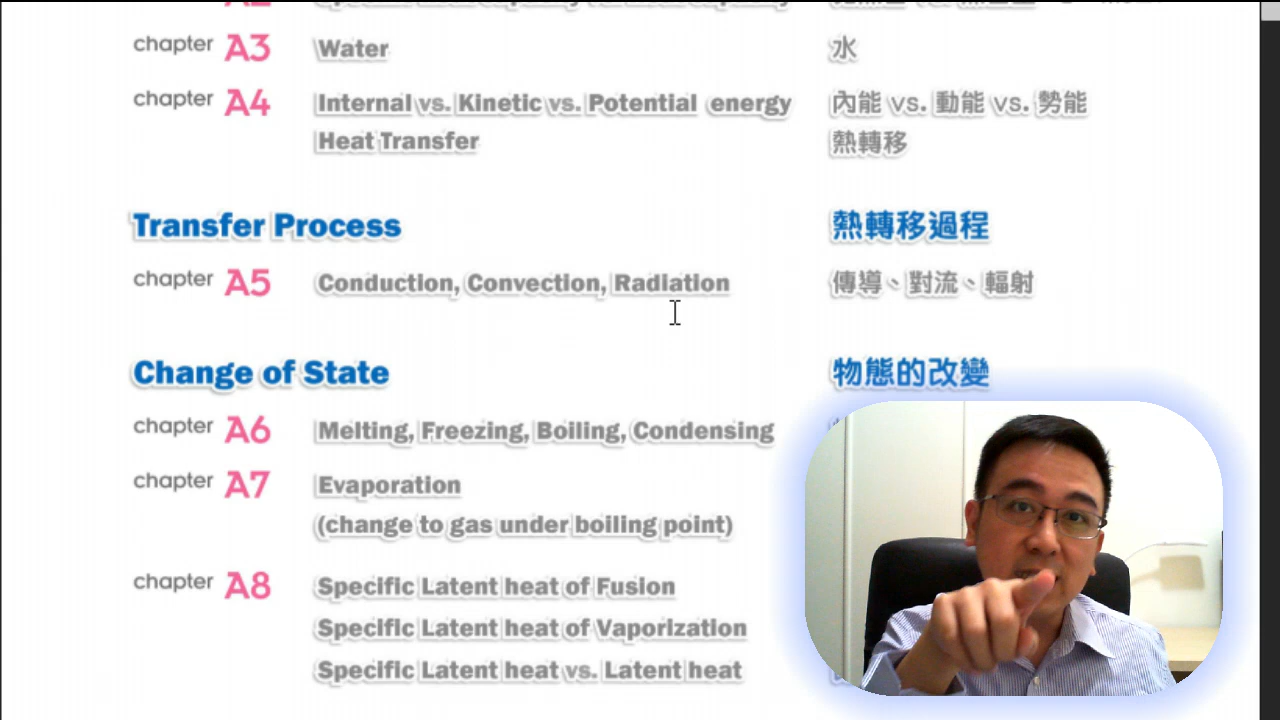 chapter A3 Water 水
chapter A4 Internal vs. Kinetic vs. Potential energy 內能 vs. 動能 vs. 勢能
Heat Transfer 熱轉移
Transfer Process 熱轉移過程
chapter A5 Conduction, Convection, Radiation 傳導、對流、輻射
Change of State 物態的改變
chapter A6 Melting, Freezing, Boiling, Condensing
chapter A7 Evaporation
(change to gas under boiling point)
chapter A8 Specific Latent heat of Fusion
Specific Latent heat of Vaporization
Specific Latent heat vs. Latent heat